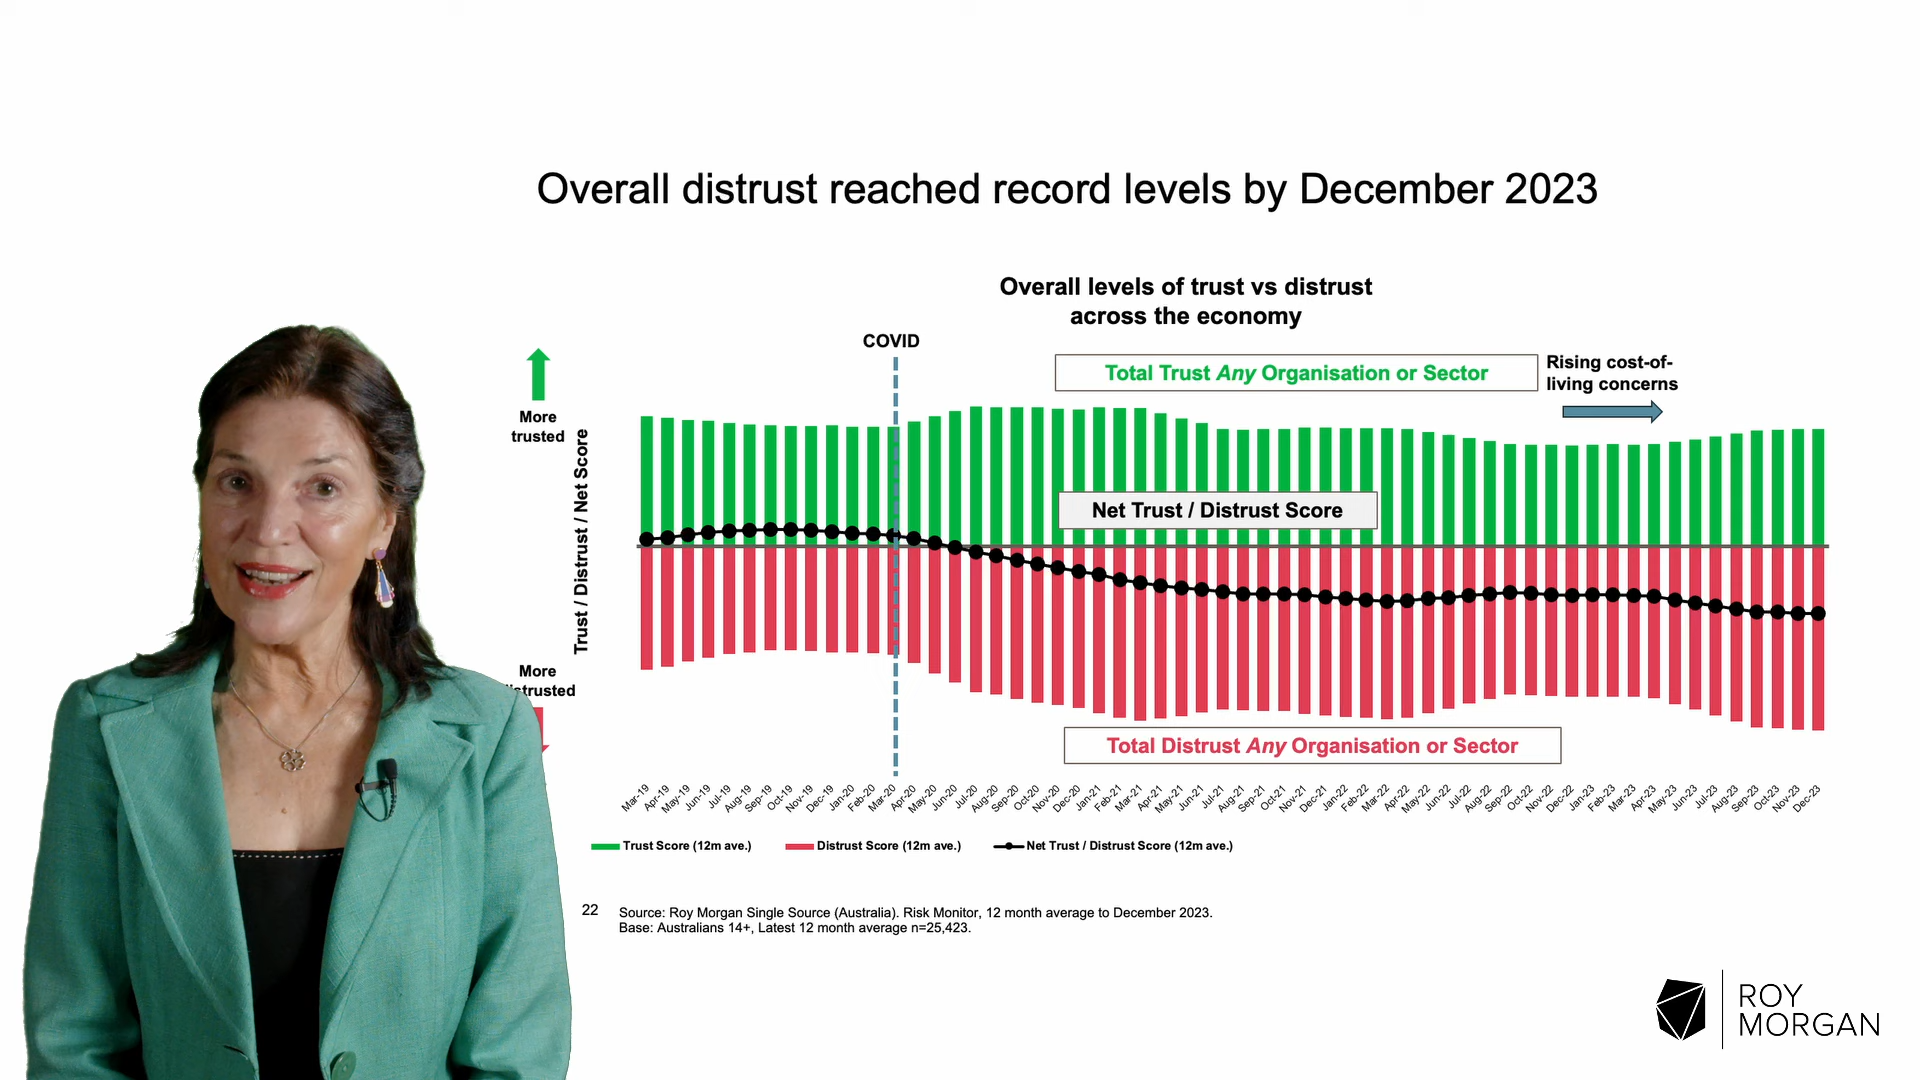 Overall distrust reached record levels by December 2023
Overall levels of trust vs distrust
across the economy
COVID
Total Trust Any Organisation or Sector
Rising cost-of-
living concerns
More
trusted
Trust / Distrust / Net Score
Net Trust / Distrust Score
More
distrusted
Total Distrust Any Organisation or Sector
Mar-19 Apr-19 May-19 Jun-19 Jul-19 Aug-19 Sep-19 Oct-19 Nov-19 Dec-19 Jan-20 Feb-20 Mar-20 Apr-20 May-20 Jun-20 Jul-20 Aug-20 Sep-20 Oct-20 Nov-20 Dec-20 Jan-21 Feb-21 Mar-21 Apr-21 May-21 Jun-21 Jul-21 Aug-21 Sep-21 Oct-21 Nov-21 Dec-21 Jan-22 Feb-22 Mar-22 Apr-22 May-22 Jun-22 Jul-22 Aug-22 Sep-22 Oct-22 Nov-22 Dec-22 Jan-23 Feb-23 Mar-23 Apr-23 May-23 Jun-23 Jul-23 Aug-23 Sep-23 Oct-23 Nov-23 Dec-23
Trust Score (12m ave.) Distrust Score (12m ave.) Net Trust / Distrust Score (12m ave.)
22 Source: Roy Morgan Single Source (Australia). Risk Monitor, 12 month average to December 2023.
Base: Australians 14+, Latest 12 month average n=25,423.
ROY
MORGAN